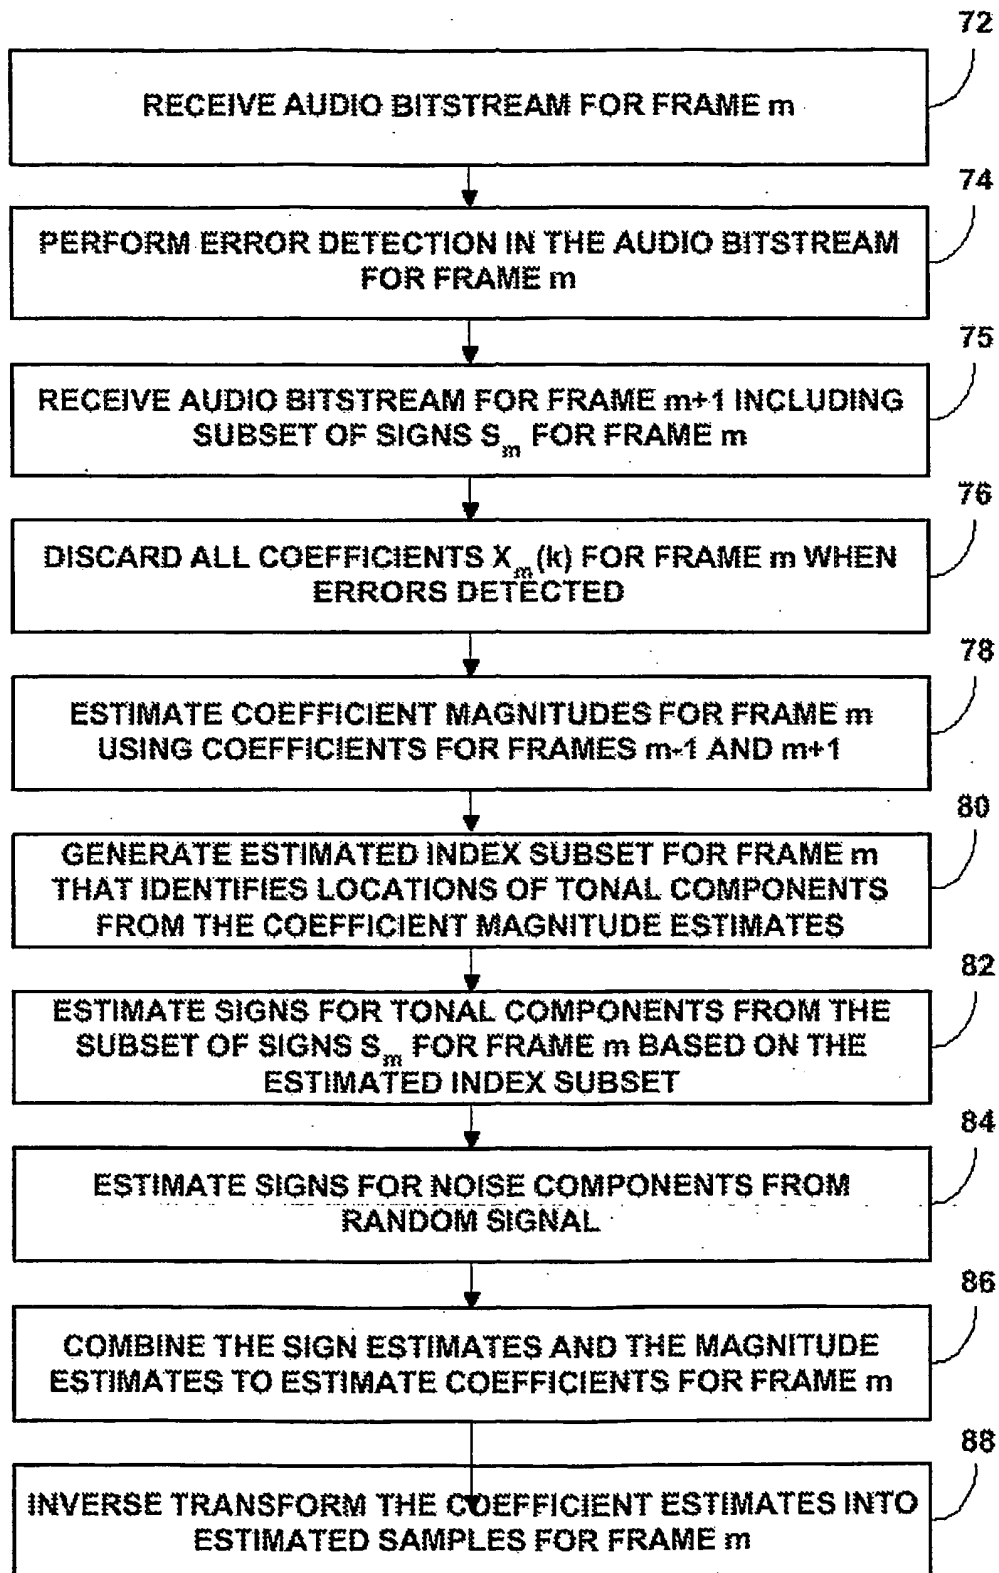 72
RECEIVE AUDIO BITSTREAM FOR FRAME m
74
PERFORM ERROR DETECTION IN THE AUDIO BITSTREAM
FOR FRAME m
75
RECEIVE AUDIO BITSTREAM FOR FRAME m+1 INCLUDING
SUBSET OF SIGNS Sm FOR FRAME m
76
DISCARD ALL COEFFICIENTS Xm(k) FOR FRAME m WHEN
ERRORS DETECTED
78
ESTIMATE COEFFICIENT MAGNITUDES FOR FRAME m
USING COEFFICIENTS FOR FRAMES m-1 AND m+1
80
GENERATE ESTIMATED INDEX SUBSET FOR FRAME m
THAT IDENTIFIES LOCATIONS OF TONAL COMPONENTS
FROM THE COEFFICIENT MAGNITUDE ESTIMATES
82
ESTIMATE SIGNS FOR TONAL COMPONENTS FROM THE
SUBSET OF SIGNS Sm FOR FRAME m BASED ON THE
ESTIMATED INDEX SUBSET
84
ESTIMATE SIGNS FOR NOISE COMPONENTS FROM
RANDOM SIGNAL
86
COMBINE THE SIGN ESTIMATES AND THE MAGNITUDE
ESTIMATES TO ESTIMATE COEFFICIENTS FOR FRAME m
88
INVERSE TRANSFORM THE COEFFICIENT ESTIMATES INTO
ESTIMATED SAMPLES FOR FRAME m